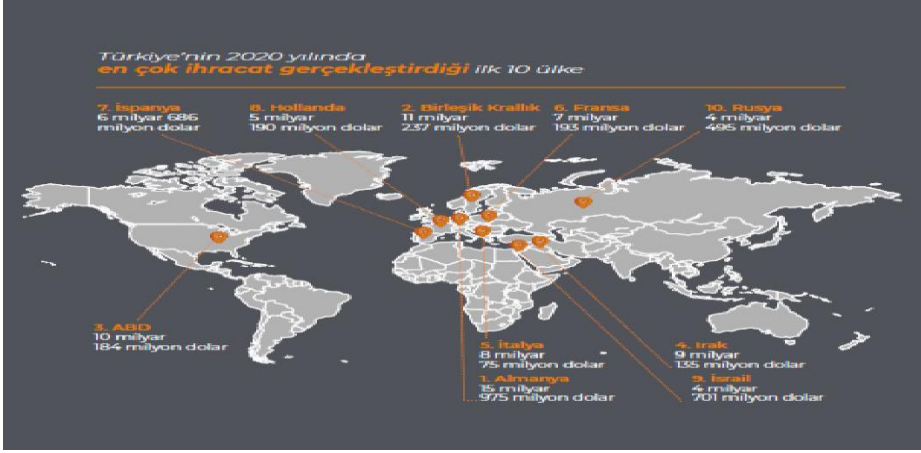 Türkiye'nin 2020 yılında
en çok ihracat gerçekleştirdiği ilk 10 ülke
7. İspanya
6 milyar 686
milyon dolar
8. Hollanda
5 milyar
190 milyon dolar
2. Birleşik Krallık
11 milyar
237 milyon dolar
6. Fransa
7 milyar
193 milyon dolar
10. Rusya
4 milyar
495 milyon dolar
3. ABD
10 milyar
184 milyon dolar
5. İtalya
8 milyar
75 milyon dolar
1. Almanya
15 milyar
975 milyon dolar
4. Irak
9 milyar
135 milyon dolar
9. İsrail
4 milyar
701 milyon dolar